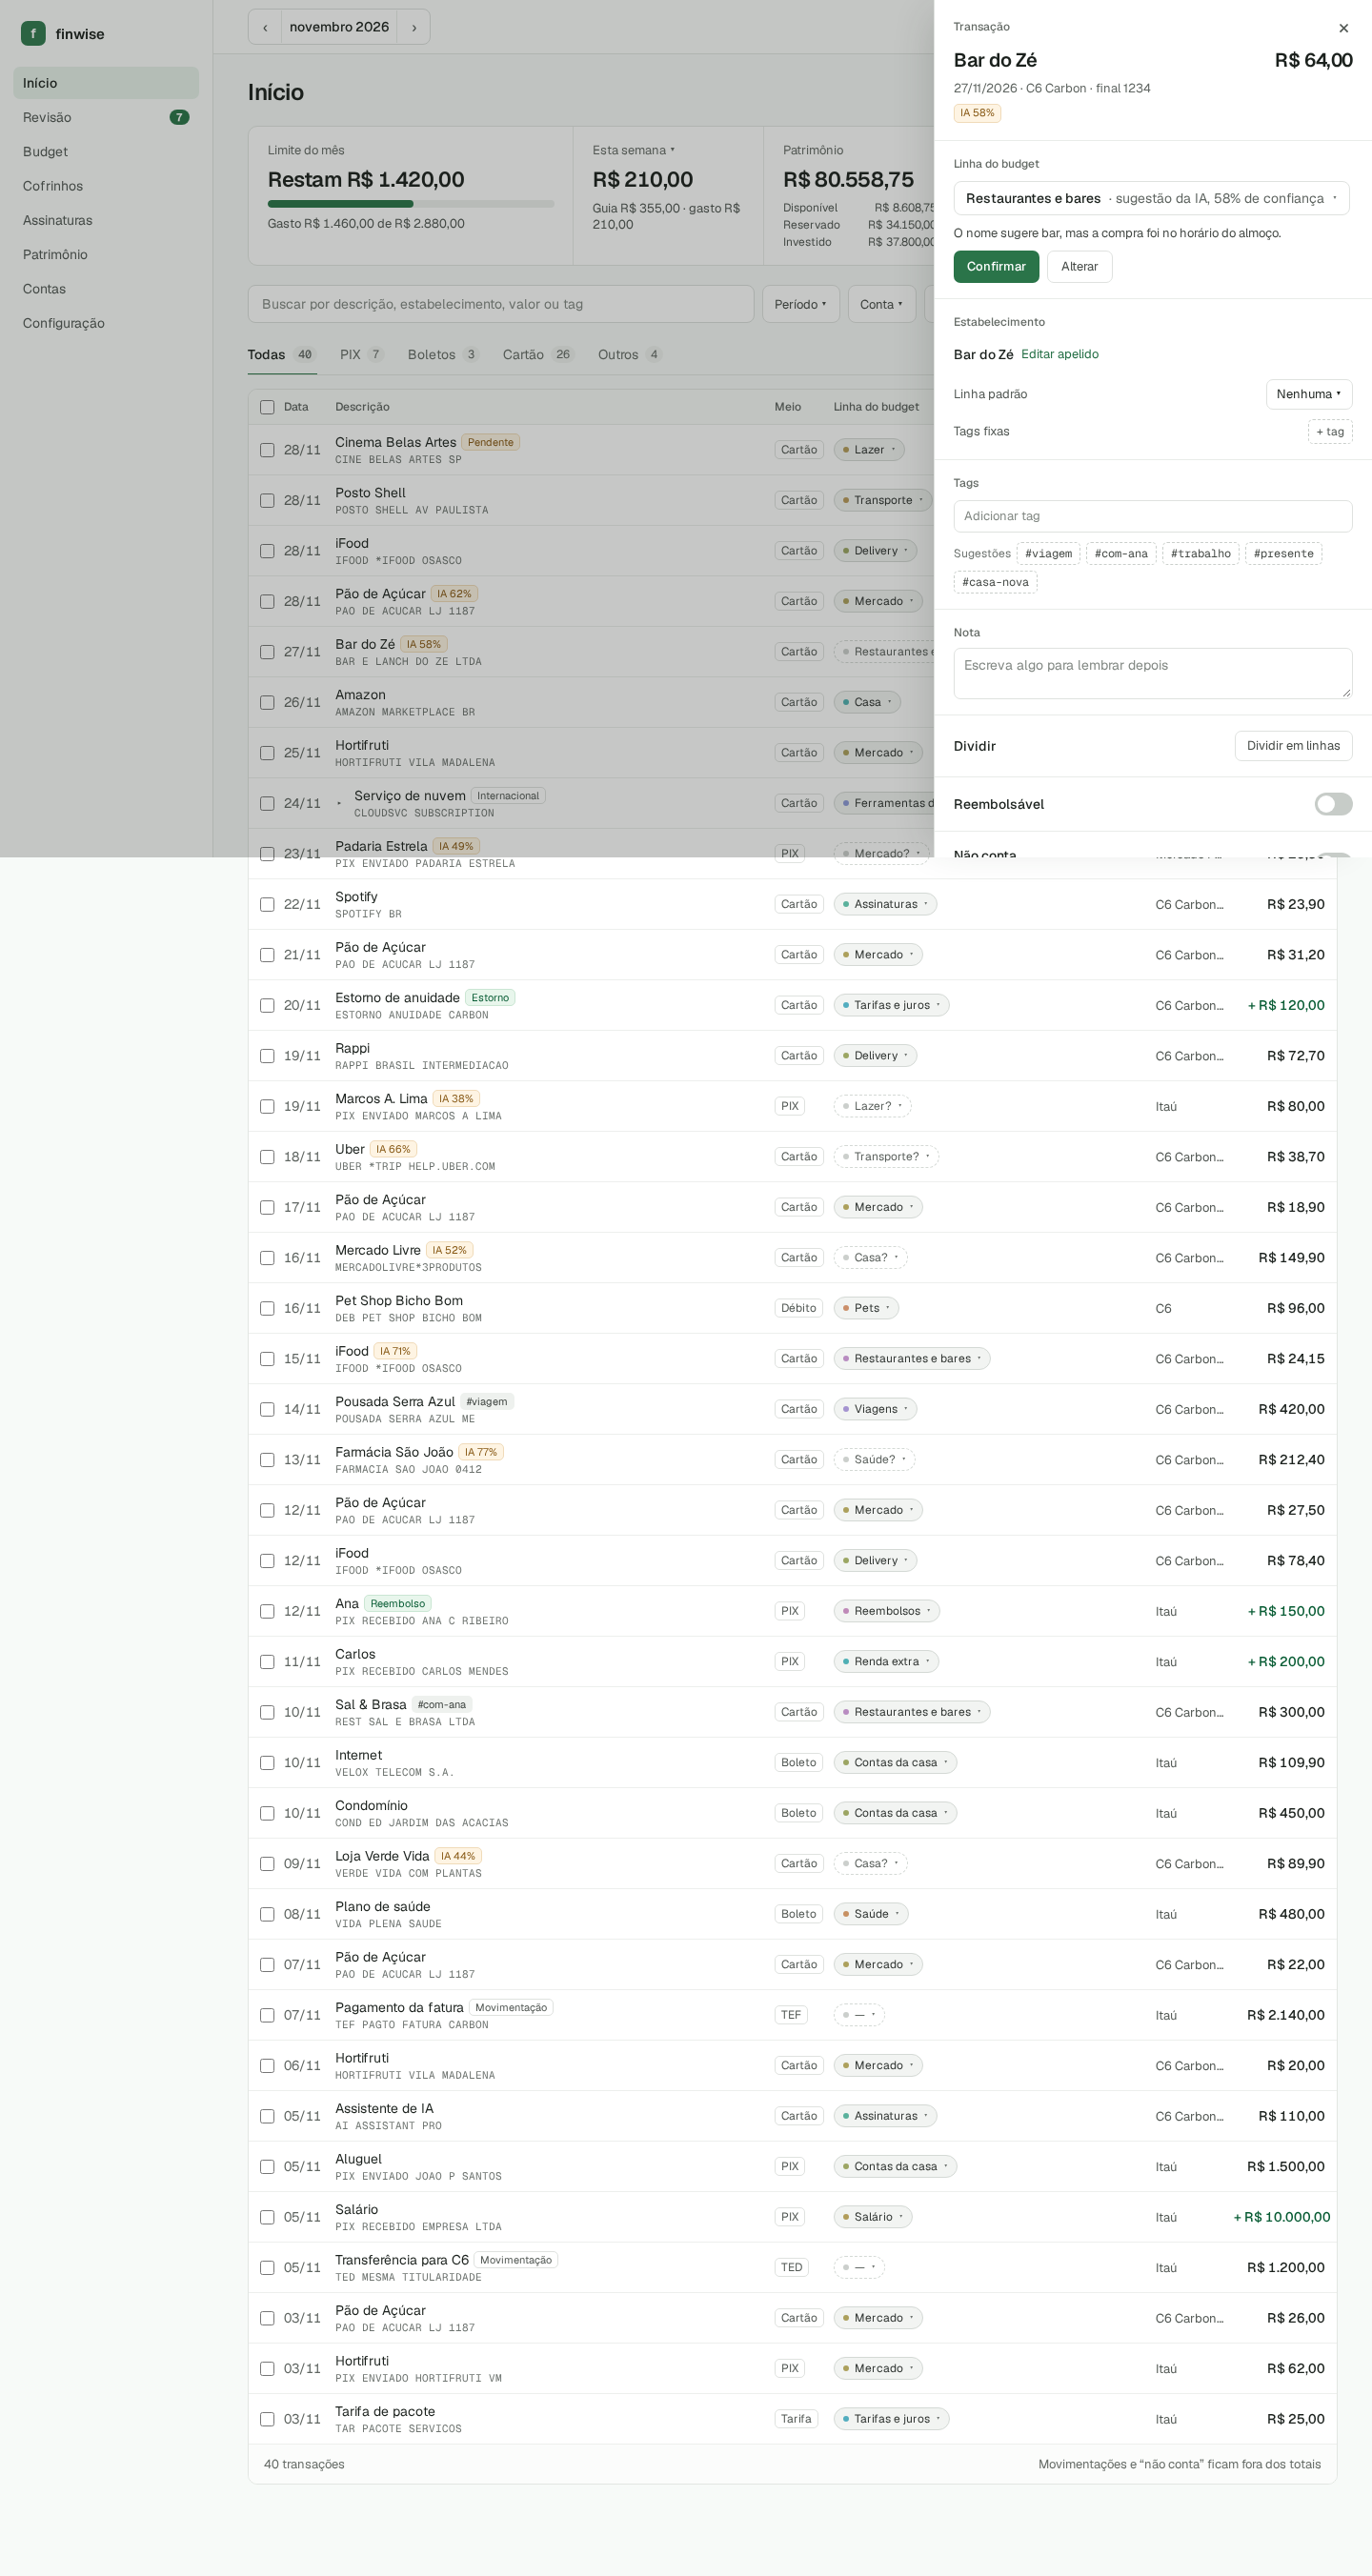 finwise
Início
Revisão 7
Budget
Cofrinhos
Assinaturas
Patrimônio
Contas
Configuração
novembro 2026
Início
Limite do mês
Restam R$ 1.420,00
Gasto R$ 1.460,00 de R$ 2.880,00
Esta semana
R$ 210,00
Guia R$ 355,00 · gasto R$
210,00
Patrimônio
R$ 80.558,75
Disponível R$ 8.608,75
Reservado R$ 34.150,00
Investido R$ 37.800,00
Buscar por descrição, estabelecimento, valor ou tag
Período
Conta
Todas 40 PIX 7 Boletos 3 Cartão 26 Outros 4
Data Descrição Meio Linha do budget
28/11 Cinema Belas Artes Pendente Cartão Lazer
CINE BELAS ARTES SP
28/11 Posto Shell Cartão Transporte
POSTO SHELL AV PAULISTA
28/11 iFood Cartão Delivery
IFOOD *IFOOD OSASCO
28/11 Pão de Açúcar IA 62% Cartão Mercado
PAO DE ACUCAR LJ 1187
27/11 Bar do Zé IA 58% Cartão Restaurantes
BAR E LANCH DO ZE LTDA
26/11 Amazon Cartão Casa
AMAZON MARKETPLACE BR
25/11 Hortifruti Cartão Mercado
HORTIFRUTI VILA MADALENA
24/11 Serviço de nuvem Internacional Cartão Ferramentas
CLOUDSVC SUBSCRIPTION
23/11 Padaria Estrela IA 49% PIX Mercado?
PIX ENVIADO PADARIA ESTRELA
22/11 Spotify Cartão Assinaturas C6 Carbon… R$ 23,90
SPOTIFY BR
21/11 Pão de Açúcar Cartão Mercado C6 Carbon… R$ 31,20
PAO DE ACUCAR LJ 1187
20/11 Estorno de anuidade Estorno Cartão Tarifas e juros C6 Carbon… + R$ 120,00
ESTORNO ANUIDADE CARBON
19/11 Rappi Cartão Delivery C6 Carbon… R$ 72,70
RAPPI BRASIL INTERMEDIACAO
19/11 Marcos A. Lima IA 38% PIX Lazer? Itaú R$ 80,00
PIX ENVIADO MARCOS A LIMA
18/11 Uber IA 66% Cartão Transporte? C6 Carbon… R$ 38,70
UBER *TRIP HELP.UBER.COM
17/11 Pão de Açúcar Cartão Mercado C6 Carbon… R$ 18,90
PAO DE ACUCAR LJ 1187
16/11 Mercado Livre IA 52% Cartão Casa? C6 Carbon… R$ 149,90
MERCADOLIVRE*3PRODUTOS
16/11 Pet Shop Bicho Bom Débito Pets C6 R$ 96,00
DEB PET SHOP BICHO BOM
15/11 iFood IA 71% Cartão Restaurantes e bares C6 Carbon… R$ 24,15
IFOOD *IFOOD OSASCO
14/11 Pousada Serra Azul #viagem Cartão Viagens C6 Carbon… R$ 420,00
POUSADA SERRA AZUL ME
13/11 Farmácia São João IA 77% Cartão Saúde? C6 Carbon… R$ 212,40
FARMACIA SAO JOAO 0412
12/11 Pão de Açúcar Cartão Mercado C6 Carbon… R$ 27,50
PAO DE ACUCAR LJ 1187
12/11 iFood Cartão Delivery C6 Carbon… R$ 78,40
IFOOD *IFOOD OSASCO
12/11 Ana Reembolso PIX Reembolsos Itaú + R$ 150,00
PIX RECEBIDO ANA C RIBEIRO
11/11 Carlos PIX Renda extra Itaú + R$ 200,00
PIX RECEBIDO CARLOS MENDES
10/11 Sal & Brasa #com-ana Cartão Restaurantes e bares C6 Carbon… R$ 300,00
REST SAL E BRASA LTDA
10/11 Internet Boleto Contas da casa Itaú R$ 109,90
VELOX TELECOM S.A.
10/11 Condomínio Boleto Contas da casa Itaú R$ 450,00
COND ED JARDIM DAS ACACIAS
09/11 Loja Verde Vida IA 44% Cartão Casa? C6 Carbon… R$ 89,90
VERDE VIDA COM PLANTAS
08/11 Plano de saúde Boleto Saúde Itaú R$ 480,00
VIDA PLENA SAUDE
07/11 Pão de Açúcar Cartão Mercado C6 Carbon… R$ 22,00
PAO DE ACUCAR LJ 1187
07/11 Pagamento da fatura Movimentação TEF — Itaú R$ 2.140,00
TEF PAGTO FATURA CARBON
06/11 Hortifruti Cartão Mercado C6 Carbon… R$ 20,00
HORTIFRUTI VILA MADALENA
05/11 Assistente de IA Cartão Assinaturas C6 Carbon… R$ 110,00
AI ASSISTANT PRO
05/11 Aluguel PIX Contas da casa Itaú R$ 1.500,00
PIX ENVIADO JOAO P SANTOS
05/11 Salário PIX Salário Itaú + R$ 10.000,00
PIX RECEBIDO EMPRESA LTDA
05/11 Transferência para C6 Movimentação TED — Itaú R$ 1.200,00
TED MESMA TITULARIDADE
03/11 Pão de Açúcar Cartão Mercado C6 Carbon… R$ 26,00
PAO DE ACUCAR LJ 1187
03/11 Hortifruti PIX Mercado Itaú R$ 62,00
PIX ENVIADO HORTIFRUTI VM
03/11 Tarifa de pacote Tarifa Tarifas e juros Itaú R$ 25,00
TAR PACOTE SERVICOS
40 transações Movimentações e “não conta” ficam fora dos totais
Transação
Bar do Zé R$ 64,00
27/11/2026 · C6 Carbon · final 1234
IA 58%
Linha do budget
Restaurantes e bares · sugestão da IA, 58% de confiança
O nome sugere bar, mas a compra foi no horário do almoço.
Confirmar Alterar
Estabelecimento
Bar do Zé Editar apelido
Linha padrão Nenhuma
Tags fixas + tag
Tags
Adicionar tag
Sugestões #viagem #com-ana #trabalho #presente
#casa-nova
Nota
Escreva algo para lembrar depois
Dividir Dividir em linhas
Reembolsável
Não conta